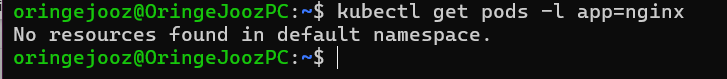 oringejooz@OringeJoozPC:~$ kubectl get pods -l app=nginx
No resources found in default namespace.
oringejooz@OringeJoozPC:~$